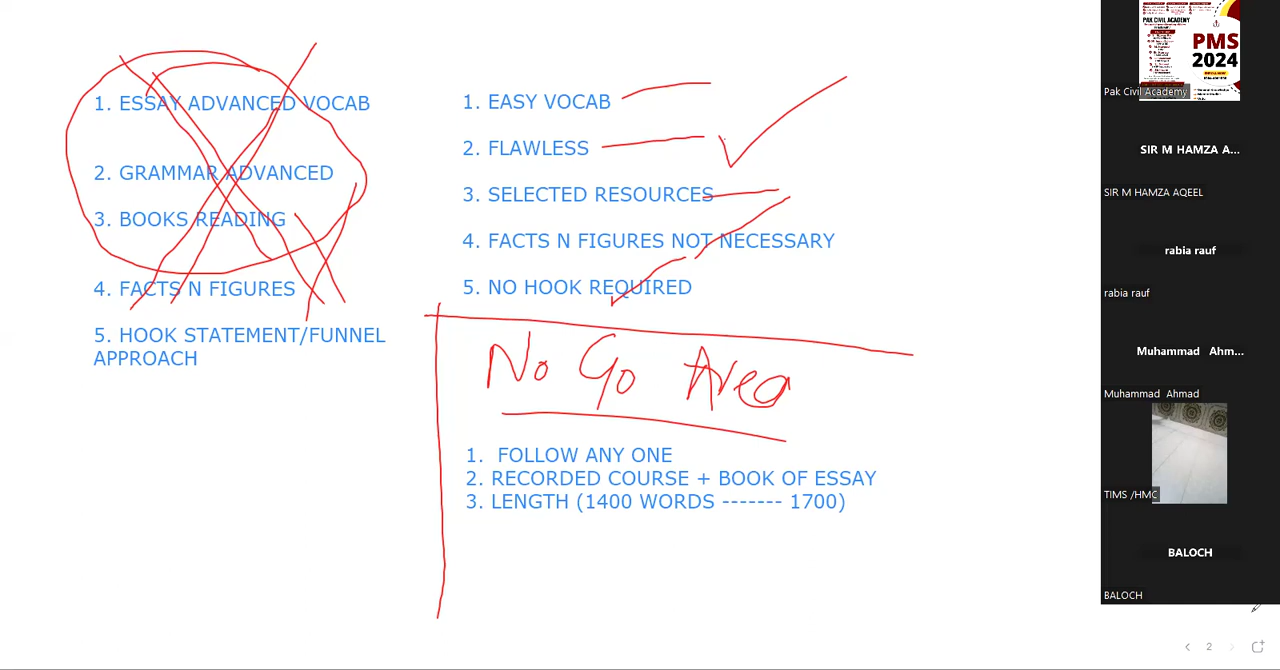 1. ESSAY ADVANCED VOCAB
2. GRAMMAR ADVANCED
3. BOOKS READING
4. FACTS N FIGURES
5. HOOK STATEMENT/FUNNEL
APPROACH
1. EASY VOCAB
2. FLAWLESS
3. SELECTED RESOURCES
4. FACTS N FIGURES NOT NECESSARY
5. NO HOOK REQUIRED
No Go Area
1. FOLLOW ANY ONE
2. RECORDED COURSE + BOOK OF ESSAY
3. LENGTH (1400 WORDS ------- 1700)
PAK CIVIL ACADEMY
PMS
2024
Pak Civil Academy
SIR M HAMZA A...
SIR M HAMZA AQEEL
rabia rauf
rabia rauf
Muhammad Ahm...
Muhammad Ahmad
TIMS /HMC
BALOCH
BALOCH
2